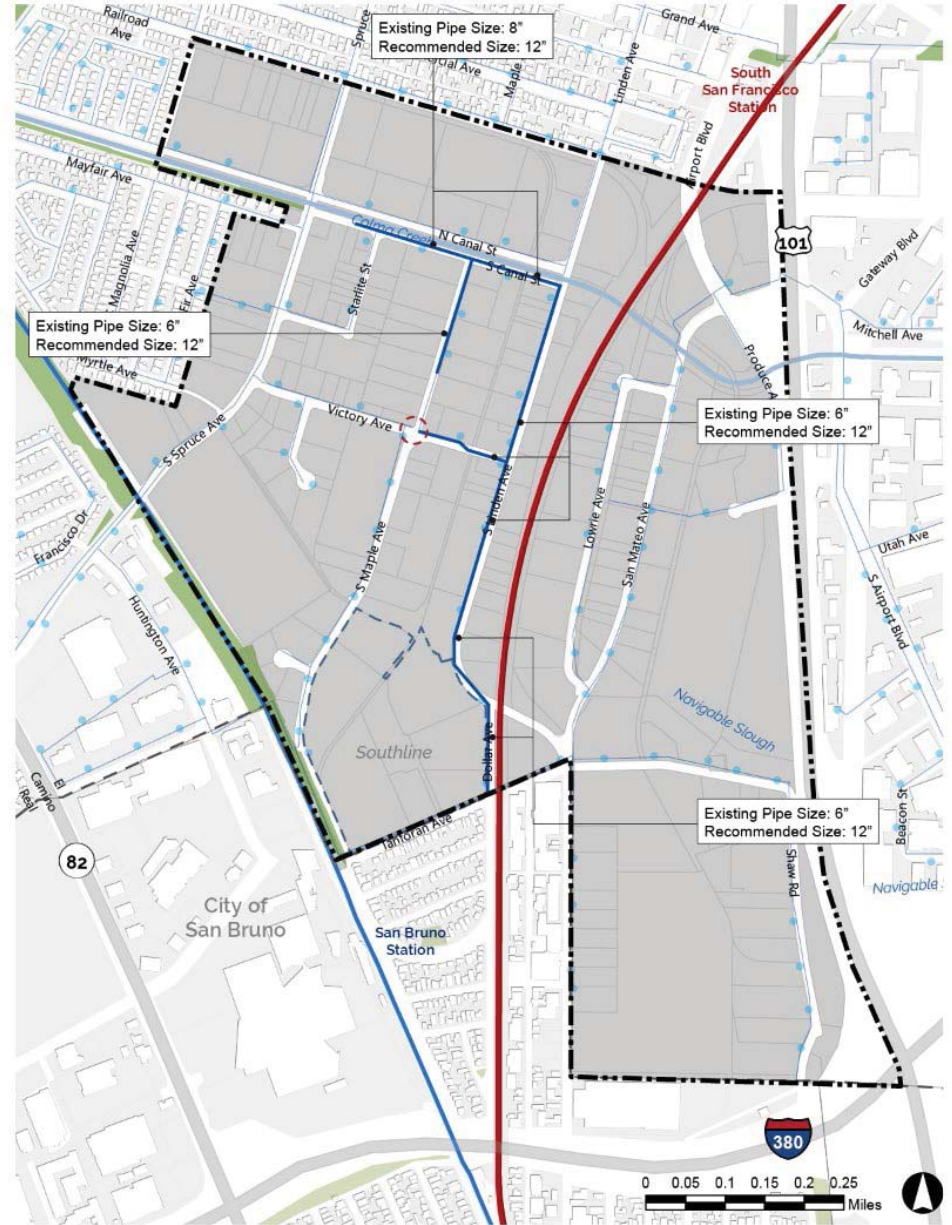 Railroad
Ave
Spruce
Existing Pipe Size: 8”
Recommended Size: 12”
cial Ave
Maple
Grand Ave
Linden Ave
South
San Francisco
Station
irport Blvd
101
Mayfair Ave
Magnolia Ave
Fir Ave
Colma Creek
N Canal St
S Canal St
Starlite St
Gateway Blvd
Mitchell Ave
Existing Pipe Size: 6”
Recommended Size: 12”
Myrtle Ave
Produce A
Victory Ave
S Spruce Ave
Existing Pipe Size: 6”
Recommended Size: 12”
S Linden Ave
Lowrie Ave
San Mateo Ave
S Maple Ave
Francisco Dr
Utah Ave
S Airport Blvd
Huntington Ave
Navigable Slough
Southline
Dollar Ave
El
Camino
Real
Tanforan Ave
Existing Pipe Size: 6”
Recommended Size: 12”
Beacon St
82
Shaw Rd
Navigable
City of
San Bruno
San Bruno
Station
380
0 0.05 0.1 0.15 0.2 0.25
Miles